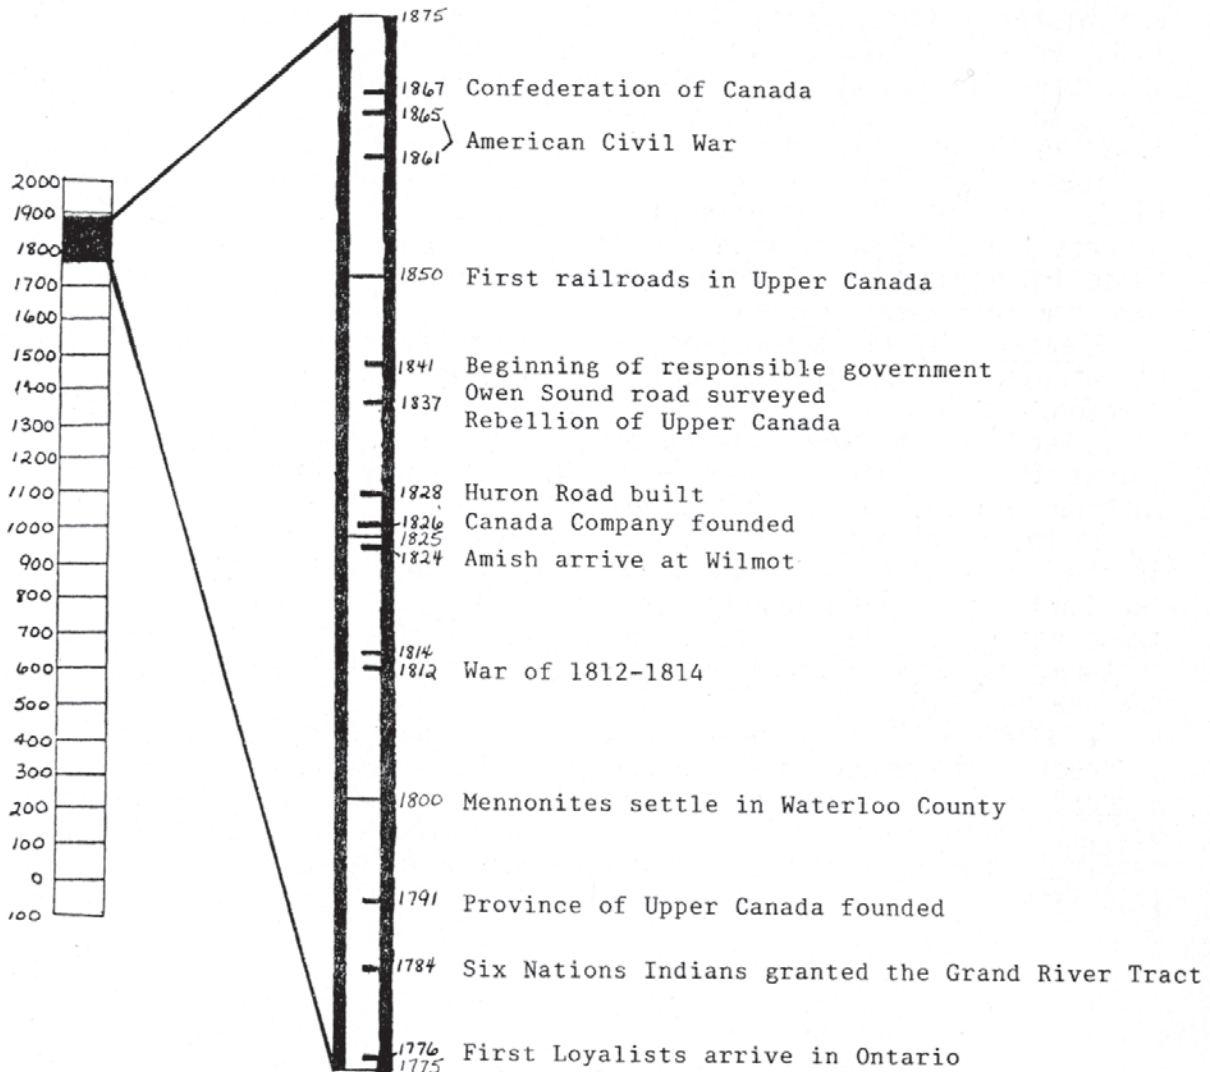 1875
1867 Confederation of Canada
1865
American Civil War
1861
2000
1900
1800
1700
1600
1500
1400
1300
1200
1100
1000
900
800
700
600
500
400
300
200
100
0
100
1850 First railroads in Upper Canada
1841 Beginning of responsible government
Owen Sound road surveyed
1837
Rebellion of Upper Canada
1828 Huron Road built
1826 Canada Company founded
1825
1824 Amish arrive at Wilmot
1814
1812 War of 1812-1814
1800 Mennonites settle in Waterloo County
1791 Province of Upper Canada founded
1784 Six Nations Indians granted the Grand River Tract
1776 First Loyalists arrive in Ontario
1775